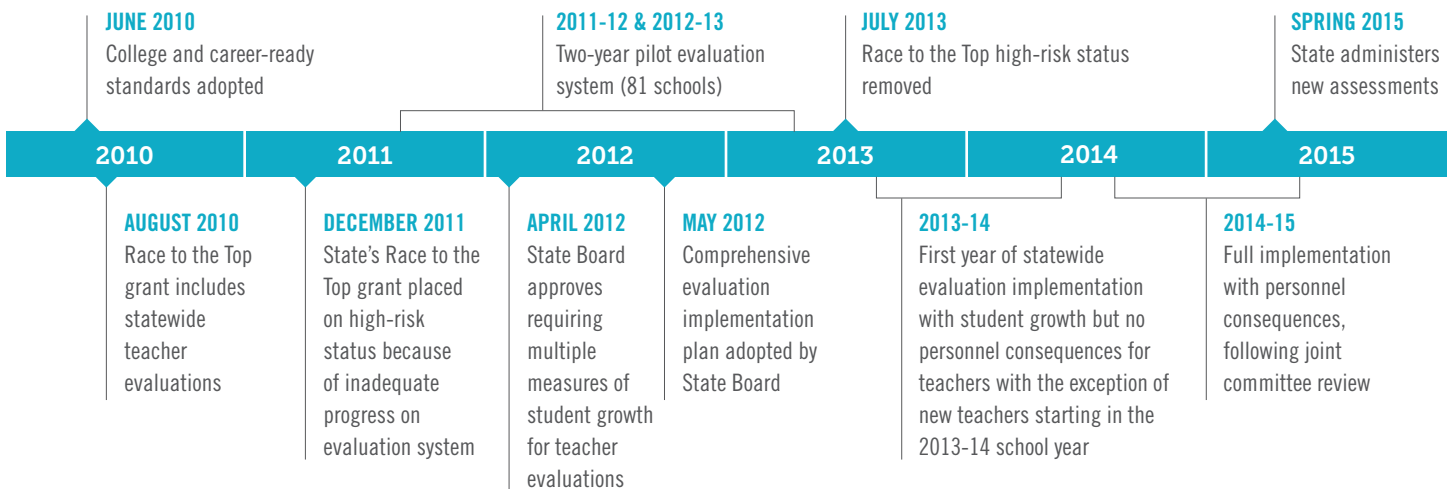 JUNE 2010
College and career-ready
standards adopted
2011-12 & 2012-13
Two-year pilot evaluation
system (81 schools)
JULY 2013
Race to the Top high-risk status
removed
SPRING 2015
State administers
new assessments
2010
2011
2012
2013
2014
2015
AUGUST 2010
Race to the Top
grant includes
statewide
teacher
evaluations
DECEMBER 2011
State's Race to the
Top grant placed
on high-risk
status because
of inadequate
progress on
evaluation system
APRIL 2012
State Board
approves
requiring
multiple
measures of
student growth
for teacher
evaluations
MAY 2012
Comprehensive
evaluation
implementation
plan adopted by
State Board
2013-14
First year of statewide
evaluation implementation
with student growth but no
personnel consequences for
teachers with the exception of
new teachers starting in the
2013-14 school year
2014-15
Full implementation
with personnel
consequences,
following joint
committee review